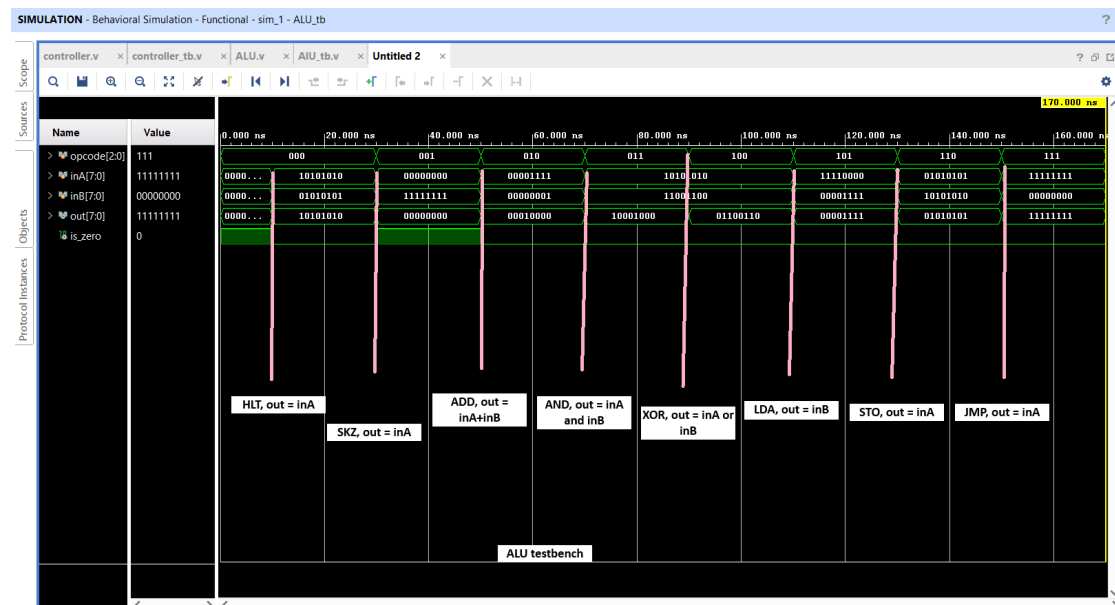 SIMULATION - Behavioral Simulation - Functional - sim_1 - ALU_tb ?
controller.v × controller_tb.v × ALU.v × AlU_tb.v × Untitled 2 × ?
Scope
Sources
Objects
Protocol Instances
170.000 ns
Name Value
0.000 ns 20.000 ns 40.000 ns 60.000 ns 80.000 ns 100.000 ns 120.000 ns 140.000 ns 160.000
opcode[2:0] 111 000 001 010 011 100 101 110 111
inA[7:0] 11111111 0000... 10101010 00000000 00001111 10101010 11110000 01010101 11111111
inB[7:0] 00000000 0000... 01010101 11111111 00000001 11001100 00001111 10101010 00000000
out[7:0] 11111111 0000... 10101010 00000000 00010000 10001000 01100110 00001111 01010101 11111111
is_zero 0
HLT, out = inA
SKZ, out = inA
ADD, out =
inA+inB
AND, out = inA
and inB
XOR, out = inA or
inB
LDA, out = inB
STO, out = inA
JMP, out = inA
ALU testbench